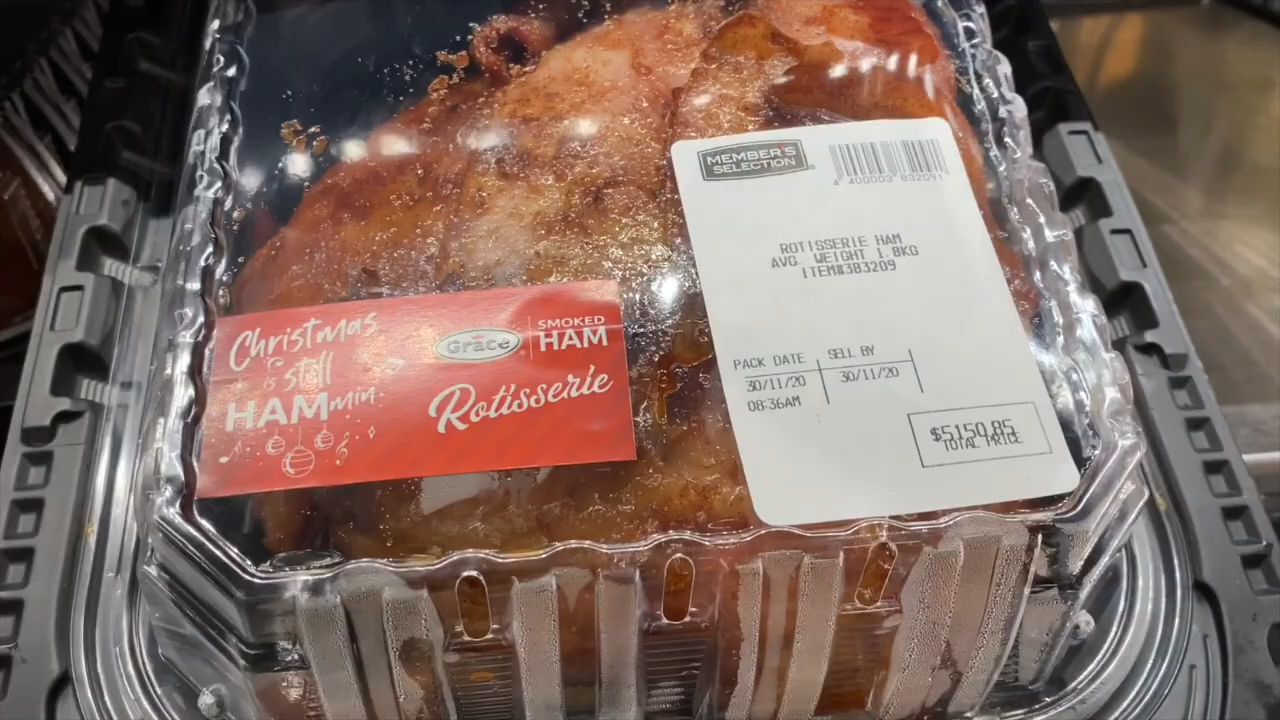 MEMBER'S
SELECTION
4 400003 832091
ROTISSERIE HAM
AVG. WEIGHT 1.8KG
ITEM#383209
PACK DATE
SELL BY
30/11/20
30/11/20
08:36AM
$5150.85
TOTAL PRICE
Christmas
is still
HAMmin
Grace
SMOKED
HAM
Rotisserie